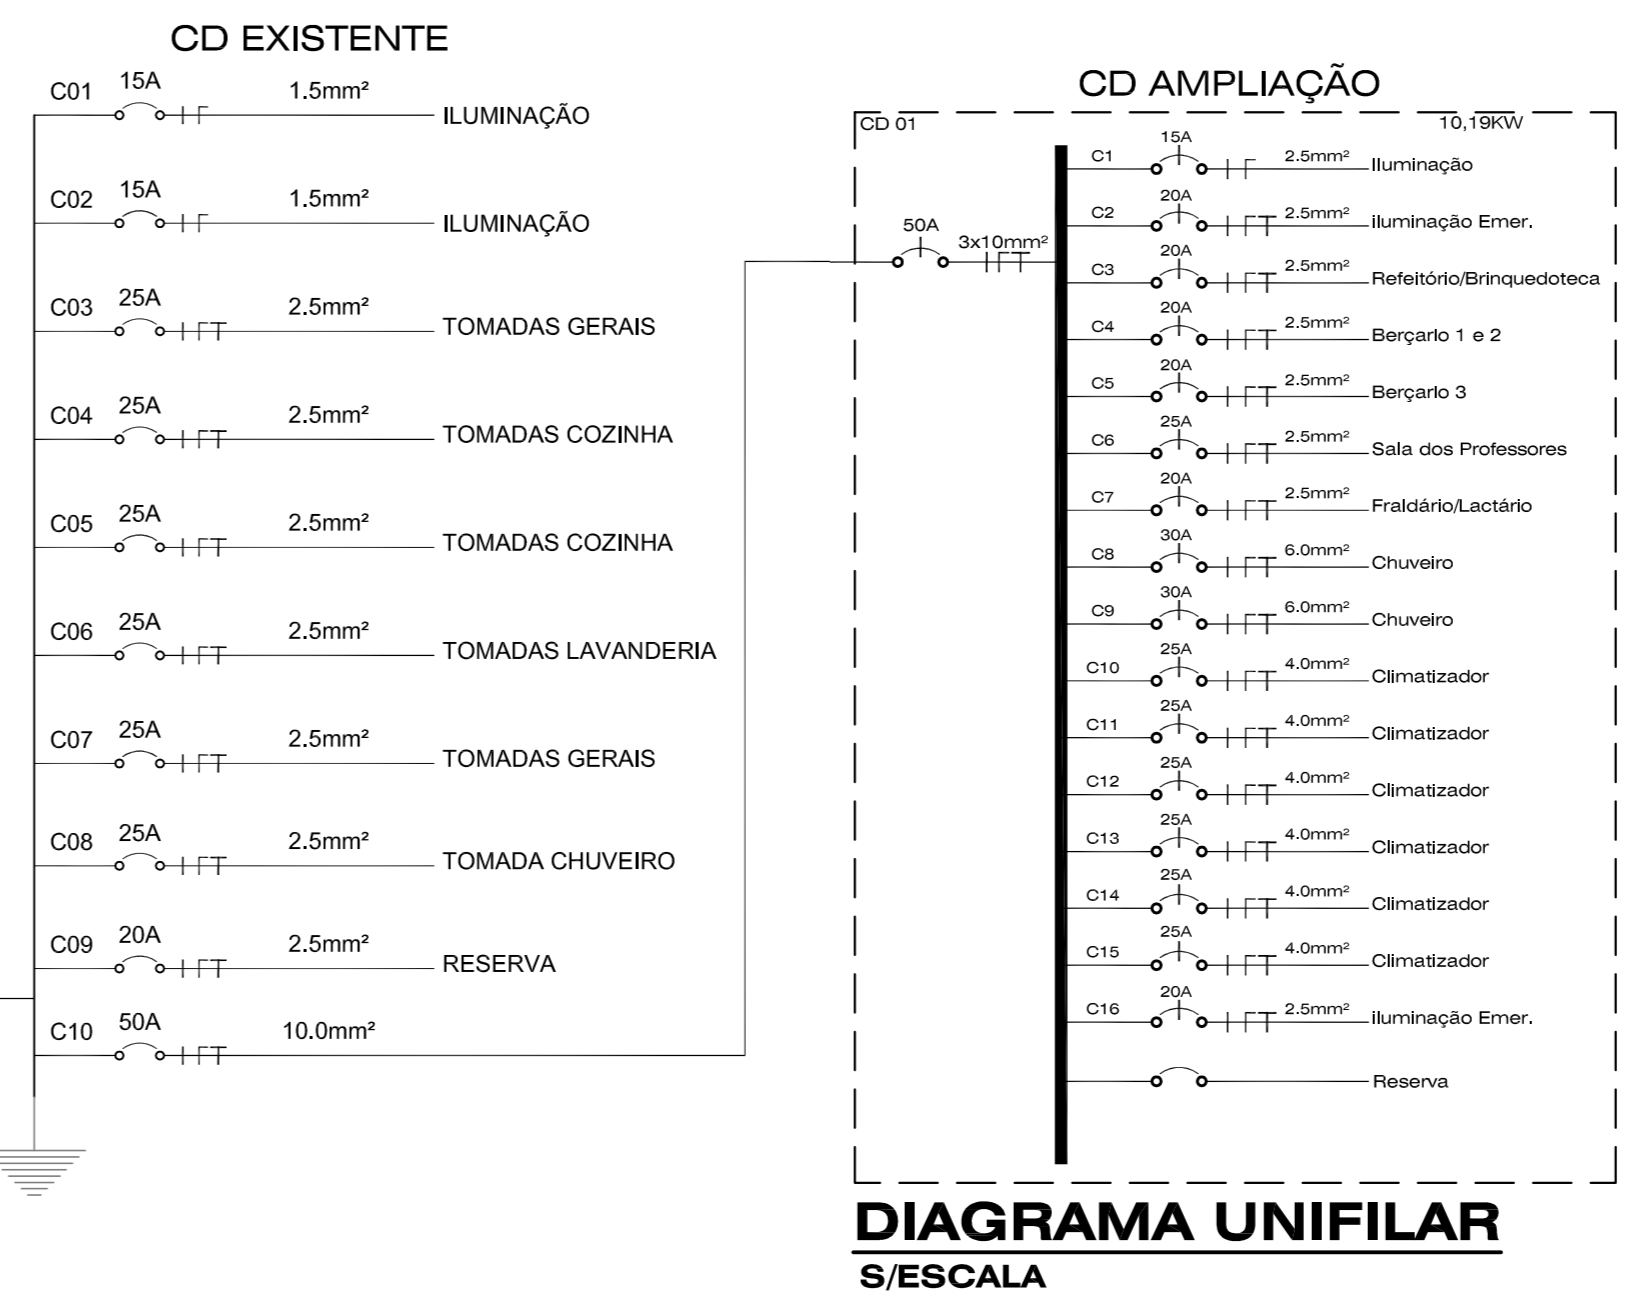 CD EXISTENTE
C01 15A 1.5mm² ILUMINAÇÃO
C02 15A 1.5mm² ILUMINAÇÃO
C03 25A 2.5mm² TOMADAS GERAIS
C04 25A 2.5mm² TOMADAS COZINHA
C05 25A 2.5mm² TOMADAS COZINHA
C06 25A 2.5mm² TOMADAS LAVANDERIA
C07 25A 2.5mm² TOMADAS GERAIS
C08 25A 2.5mm² TOMADA CHUVEIRO
C09 20A 2.5mm² RESERVA
C10 50A 10.0mm²
CD AMPLIAÇÃO
CD 01 10,19KW
50A 3x10mm²
C1 15A 2.5mm² Iluminação
C2 20A 2.5mm² iluminação Emer.
C3 20A 2.5mm² Refeitório/Brinquedoteca
C4 20A 2.5mm² Berçarlo 1 e 2
C5 20A 2.5mm² Berçarlo 3
C6 25A 2.5mm² Sala dos Professores
C7 20A 2.5mm² Fraldário/Lactário
C8 30A 6.0mm² Chuveiro
C9 30A 6.0mm² Chuveiro
C10 25A 4.0mm² Climatizador
C11 25A 4.0mm² Climatizador
C12 25A 4.0mm² Climatizador
C13 25A 4.0mm² Climatizador
C14 25A 4.0mm² Climatizador
C15 25A 4.0mm² Climatizador
C16 20A 2.5mm² iluminação Emer.
Reserva
DIAGRAMA UNIFILAR
S/ESCALA